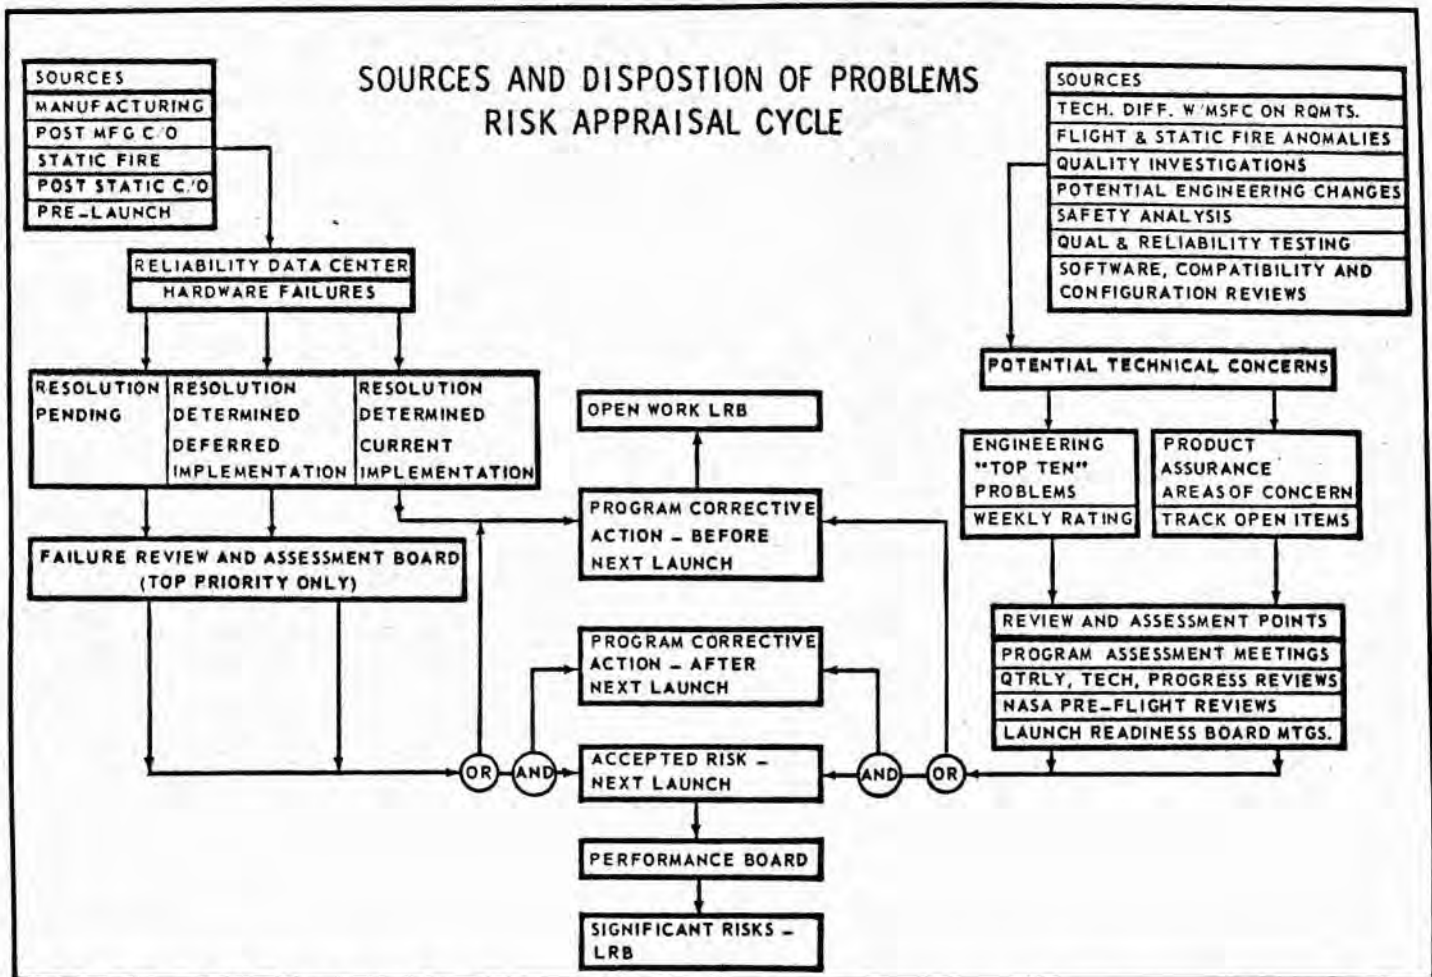 SOURCES AND DISPOSTION OF PROBLEMS
RISK APPRAISAL CYCLE
SOURCES
MANUFACTURING
POST MFG C/O
STATIC FIRE
POST STATIC C/O
PRE-LAUNCH
RELIABILITY DATA CENTER
HARDWARE FAILURES
RESOLUTION
PENDING
RESOLUTION
DETERMINED
DEFERRED
IMPLEMENTATION
RESOLUTION
DETERMINED
CURRENT
IMPLEMENTATION
FAILURE REVIEW AND ASSESSMENT BOARD
(TOP PRIORITY ONLY)
OPEN WORK LRB
PROGRAM CORRECTIVE
ACTION - BEFORE
NEXT LAUNCH
PROGRAM CORRECTIVE
ACTION - AFTER
NEXT LAUNCH
OR
AND
ACCEPTED RISK -
NEXT LAUNCH
AND
OR
PERFORMANCE BOARD
SIGNIFICANT RISKS -
LRB
SOURCES
TECH. DIFF. W/MSFC ON RQMTS.
FLIGHT & STATIC FIRE ANOMALIES
QUALITY INVESTIGATIONS
POTENTIAL ENGINEERING CHANGES
SAFETY ANALYSIS
QUAL & RELIABILITY TESTING
SOFTWARE, COMPATIBILITY AND
CONFIGURATION REVIEWS
POTENTIAL TECHNICAL CONCERNS
ENGINEERING
"TOP TEN"
PROBLEMS
WEEKLY RATING
PRODUCT
ASSURANCE
AREAS OF CONCERN
TRACK OPEN ITEMS
REVIEW AND ASSESSMENT POINTS
PROGRAM ASSESSMENT MEETINGS
QTRLY, TECH, PROGRESS REVIEWS
NASA PRE-FLIGHT REVIEWS
LAUNCH READINESS BOARD MTGS.